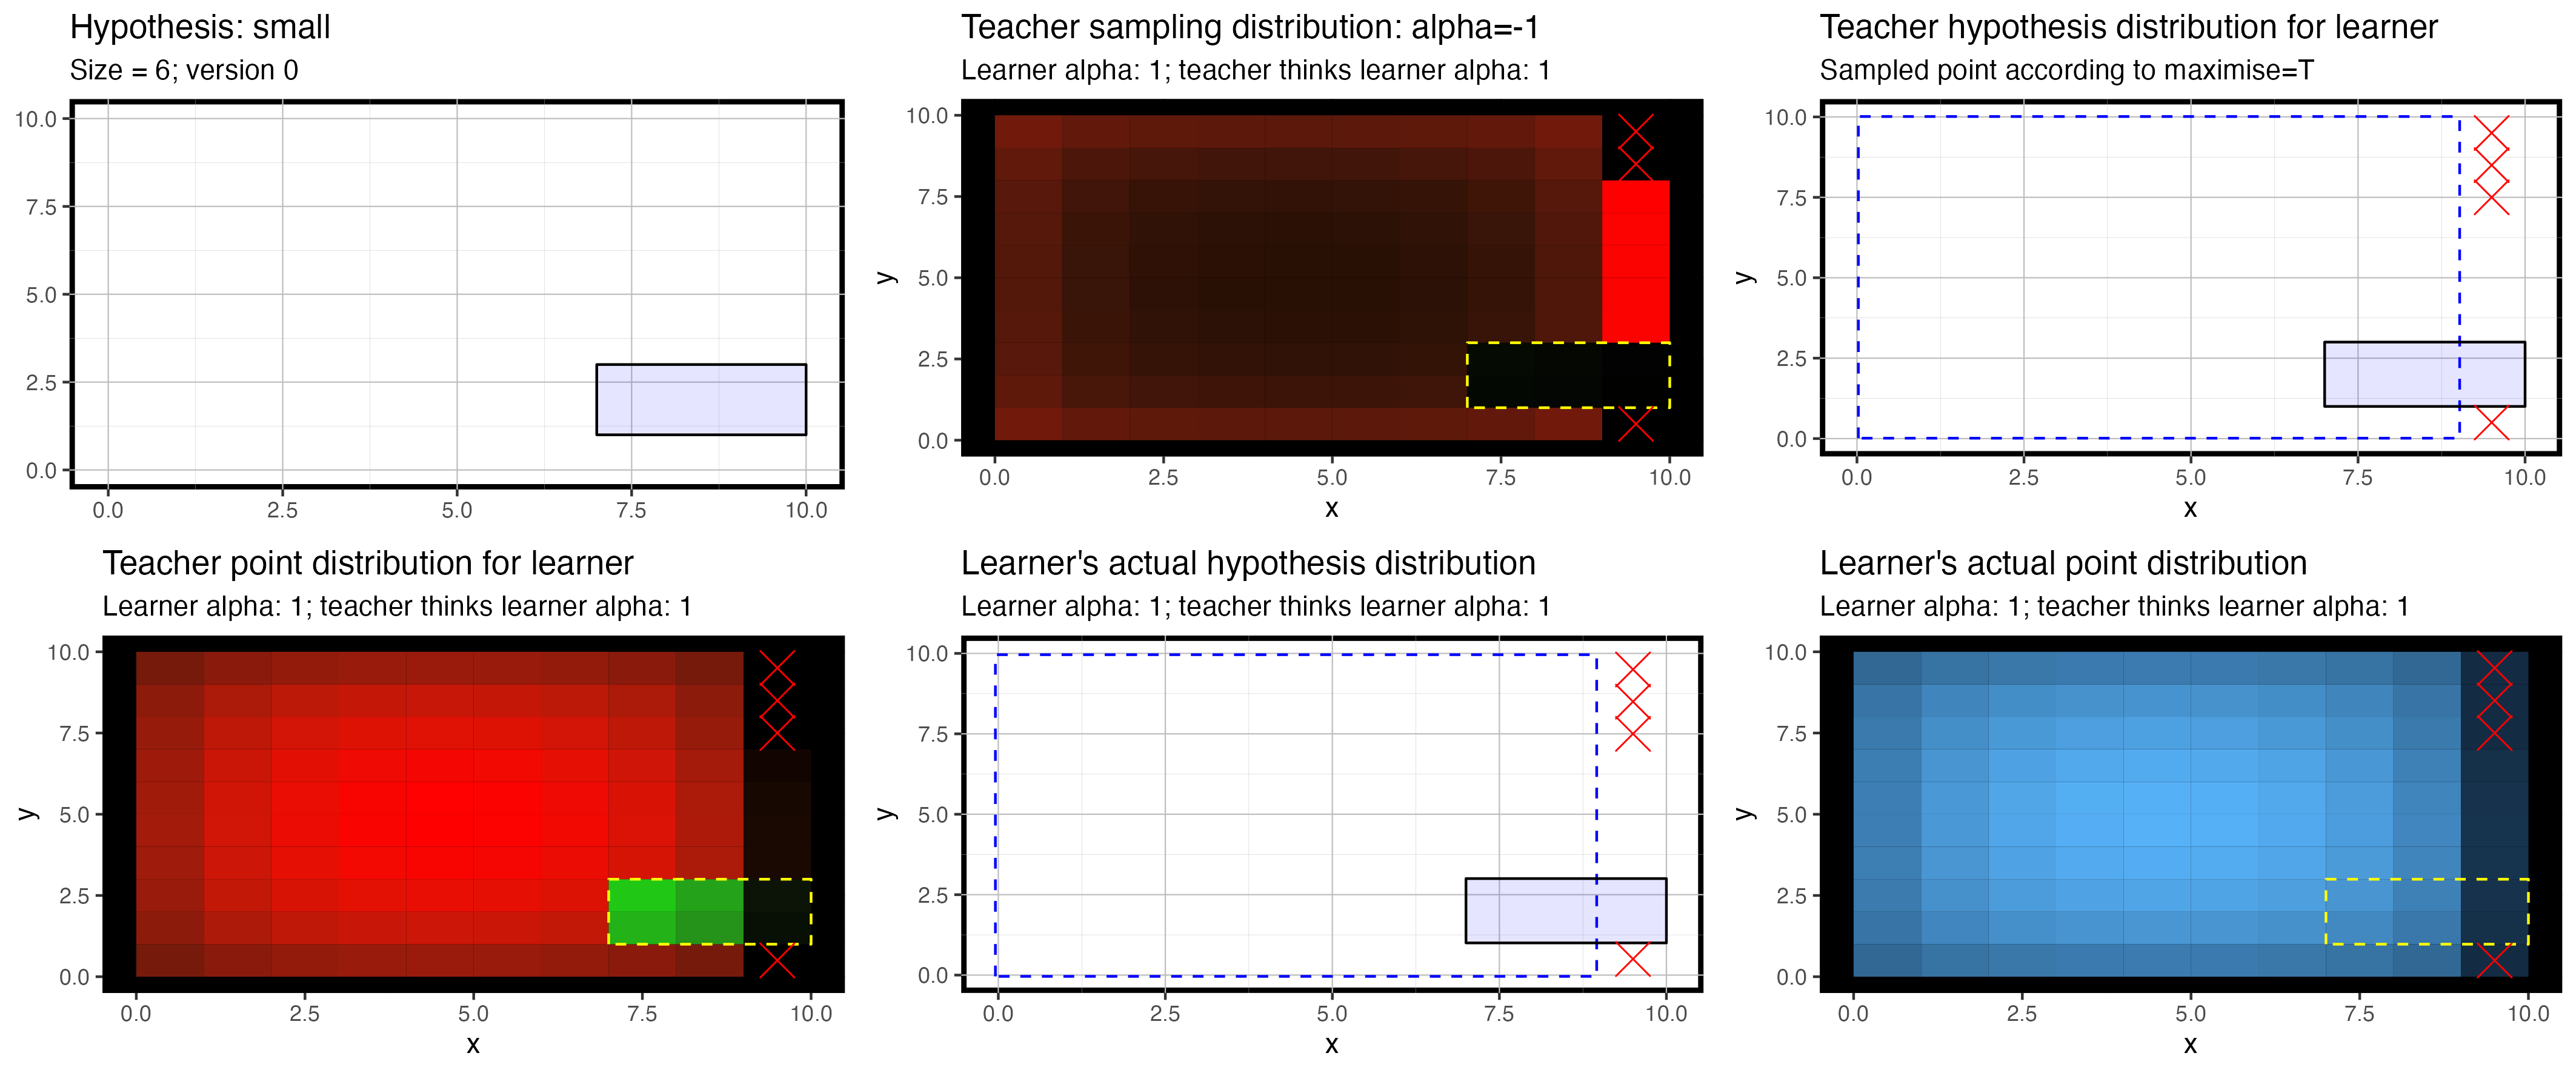 Hypothesis: small
Size = 6; version 0
10.0
7.5
5.0
2.5
0.0
0.0 2.5 5.0 7.5 10.0
Teacher sampling distribution: alpha=-1
Learner alpha: 1; teacher thinks learner alpha: 1
y
10.0
7.5
5.0
2.5
0.0
0.0 2.5 5.0 7.5 10.0
x
Teacher hypothesis distribution for learner
Sampled point according to maximise=T
y
10.0
7.5
5.0
2.5
0.0
0.0 2.5 5.0 7.5 10.0
x
Teacher point distribution for learner
Learner alpha: 1; teacher thinks learner alpha: 1
y
10.0
7.5
5.0
2.5
0.0
0.0 2.5 5.0 7.5 10.0
x
Learner's actual hypothesis distribution
Learner alpha: 1; teacher thinks learner alpha: 1
y
10.0
7.5
5.0
2.5
0.0
0.0 2.5 5.0 7.5 10.0
x
Learner's actual point distribution
Learner alpha: 1; teacher thinks learner alpha: 1
y
10.0
7.5
5.0
2.5
0.0
0.0 2.5 5.0 7.5 10.0
x